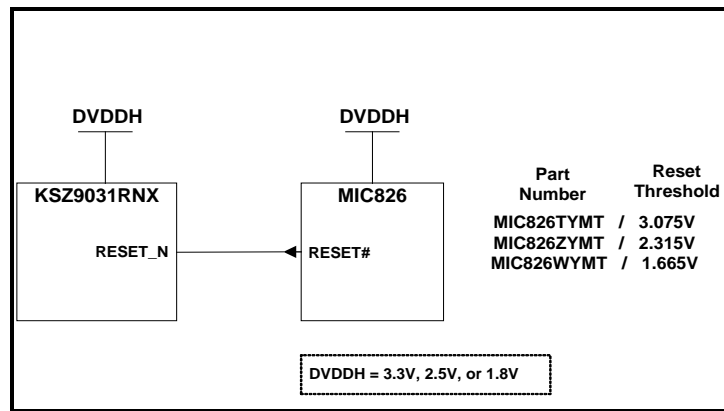 DVDDH
DVDDH
KSZ9031RNX
MIC826
RESET_N
RESET#
Part Number
Reset Threshold
MIC826TYMT / 3.075V
MIC826ZYMT / 2.315V
MIC826WYMT / 1.665V
DVDDH = 3.3V, 2.5V, or 1.8V